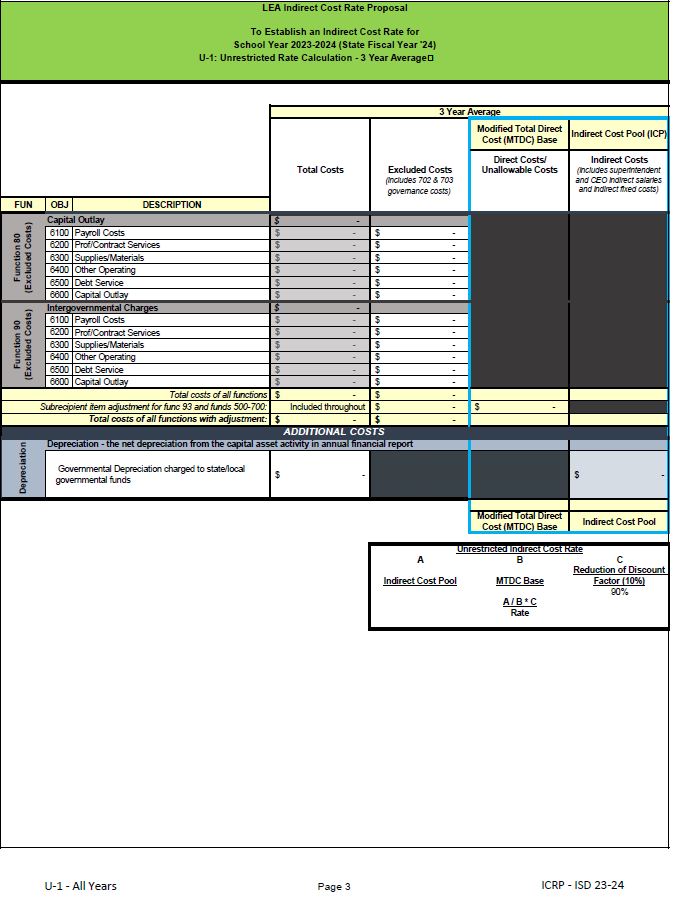 LEA Indirect Cost Rate Proposal
To Establish an Indirect Cost Rate for
School Year 2023-2024 (State Fiscal Year '24)
U-1: Unrestricted Rate Calculation - 3 Year Average□
3 Year Average
Modified Total Direct Cost (MTDC) Base
Indirect Cost Pool (ICP)
Total Costs
Excluded Costs
(Includes 702 & 703 governance costs)
Direct Costs/ Unallowable Costs
Indirect Costs
(Includes superintendent and CEO Indirect salaries and Indirect fixed costs)
FUN OBJ DESCRIPTION
Function 80
(Excluded Costs)
Capital Outlay $ -
6100 Payroll Costs $ - $ -
6200 Prof/Contract Services $ - $ -
6300 Supplies/Materials $ - $ -
6400 Other Operating $ - $ -
6500 Debt Service $ - $ -
6600 Capital Outlay $ - $ -
Function 90
(Excluded Costs)
Intergovernmental Charges $ -
6100 Payroll Costs $ - $ -
6200 Prof/Contract Services $ - $ -
6300 Supplies/Materials $ - $ -
6400 Other Operating $ - $ -
6500 Debt Service $ - $ -
6600 Capital Outlay $ - $ -
Total costs of all functions $ - $ -
Subrecipient item adjustment for func 93 and funds 500-700: Included throughout $ - $ -
Total costs of all functions with adjustment: $ - $ -
ADDITIONAL COSTS
Depreciation
Depreciation - the net depreciation from the capital asset activity in annual financial report
Governmental Depreciation charged to state/local
governmental funds
$ - $ -
Modified Total Direct Cost (MTDC) Base
Indirect Cost Pool
Unrestricted Indirect Cost Rate
A B C
Indirect Cost Pool
MTDC Base
Reduction of Discount Factor (10%)
90%
A / B * C
Rate
U-1 - All Years Page 3 ICRP - ISD 23-24